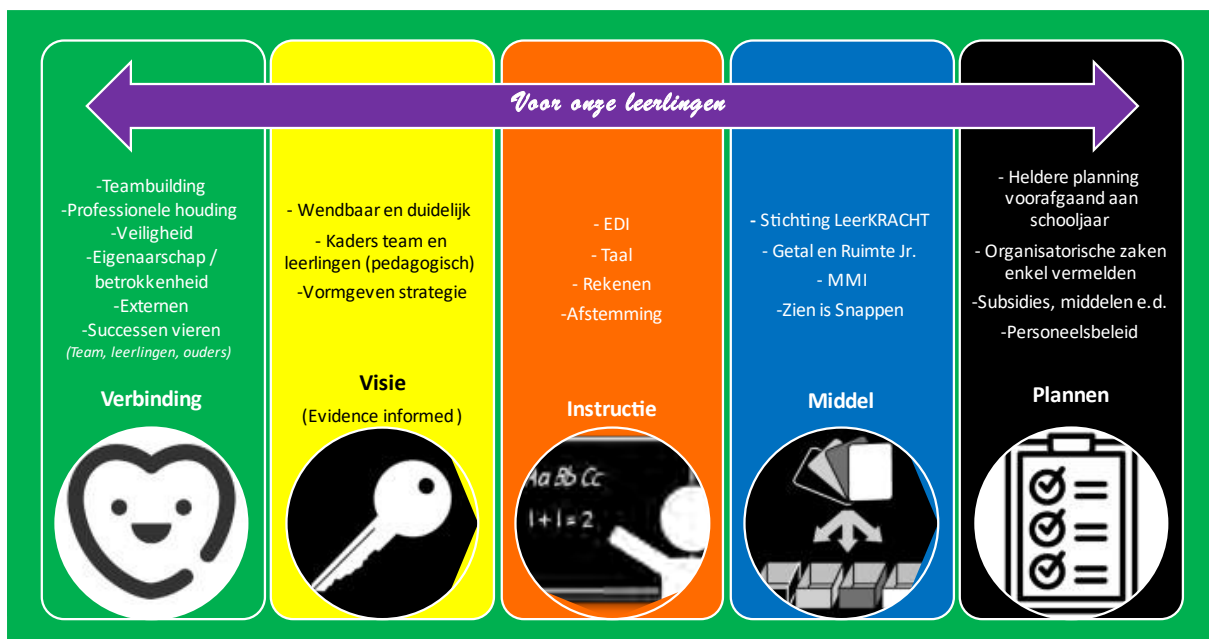 Voor onze leerlingen
-Teambuilding
-Professionele houding
-Veiligheid
-Eigenaarschap /
betrokkenheid
-Externen
-Successen vieren
(Team, leerlingen, ouders)
Verbinding
- Wendbaar en duidelijk
- Kaders team en
leerlingen (pedagogisch)
-Vormgeven strategie
Visie
(Evidence informed )
- EDI
- Taal
- Rekenen
-Afstemming
Instructie
Aa Bb Cc
1+1=2
- Stichting LeerKRACHT
- Getal en Ruimte Jr.
- MMI
-Zien is Snappen
Middel
- Heldere planning
voorafgaand aan
schooljaar
- Organisatorische zaken
enkel vermelden
-Subsidies, middelen e.d.
-Personeelsbeleid
Plannen